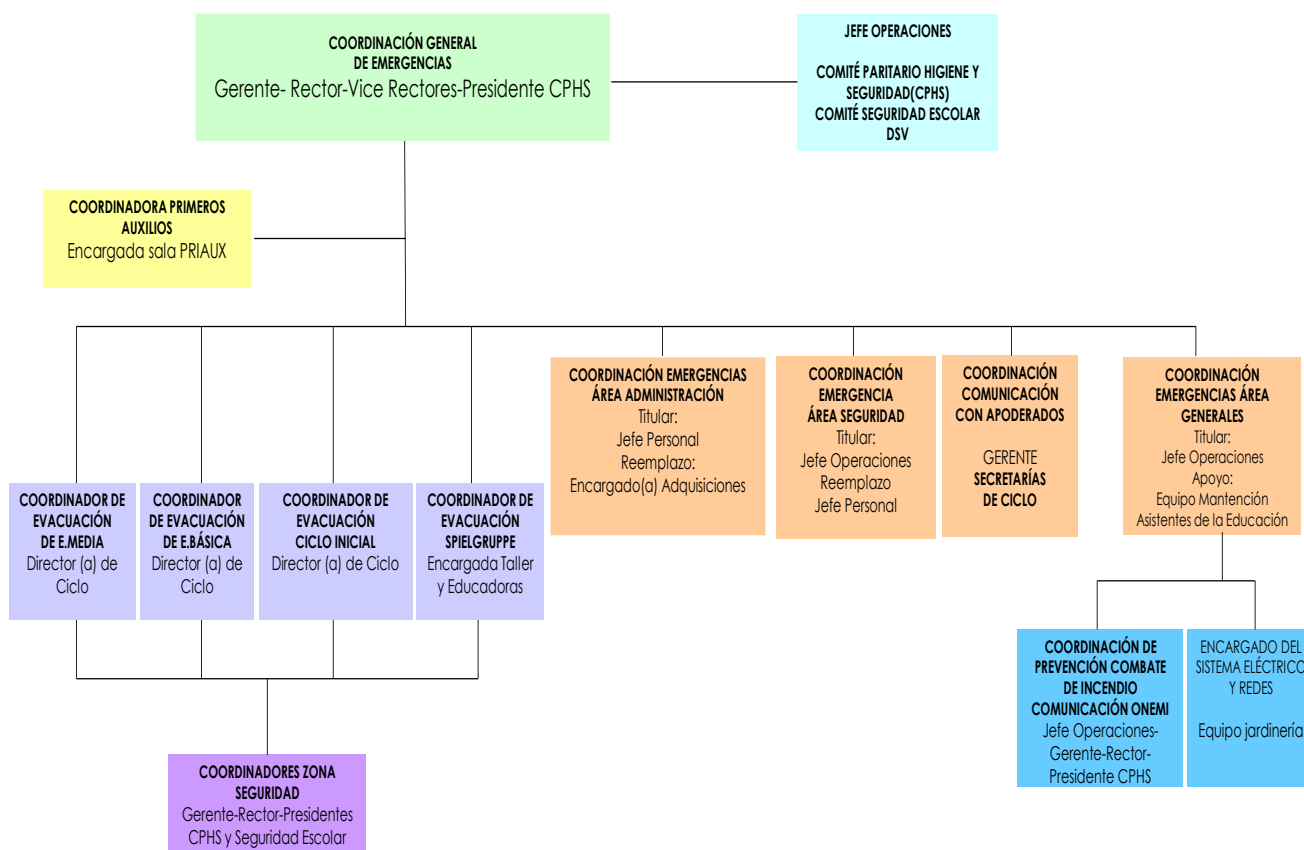 COORDINACIÓN GENERAL
DE EMERGENCIAS
Gerente- Rector-Vice Rectores-Presidente CPHS
JEFE OPERACIONES
COMITÉ PARITARIO HIGIENE Y
SEGURIDAD(CPHS)
COMITÉ SEGURIDAD ESCOLAR
DSV
COORDINADORA PRIMEROS
AUXILIOS
Encargada sala PRIAUX
COORDINADOR DE
EVACUACIÓN
DE E.MEDIA
Director (a) de
Ciclo
COORDINADOR
DE EVACUACIÓN
DE E.BÁSICA
Director (a) de
Ciclo
COORDINADOR DE
EVACUACIÓN
CICLO INICIAL
Director (a) de Ciclo
COORDINADOR DE
EVACUACIÓN
SPIELGRUPPE
Encargada Taller
y Educadoras
COORDINACIÓN EMERGENCIAS
ÁREA ADMINISTRACIÓN
Titular:
Jefe Personal
Reemplazo:
Encargado(a) Adquisiciones
COORDINACIÓN
EMERGENCIA
ÁREA SEGURIDAD
Titular:
Jefe Operaciones
Reemplazo
Jefe Personal
COORDINACIÓN
COMUNICACIÓN
CON APODERADOS
GERENTE
SECRETARÍAS
DE CICLO
COORDINACIÓN
EMERGENCIAS ÁREA
GENERALES
Titular:
Jefe Operaciones
Apoyo:
Equipo Mantención
Asistentes de la Educación
COORDINADORES ZONA
SEGURIDAD
Gerente-Rector-Presidentes
CPHS y Seguridad Escolar
COORDINACIÓN DE
PREVENCIÓN COMBATE
DE INCENDIO
COMUNICACIÓN ONEMI
Jefe Operaciones-
Gerente-Rector-
Presidente CPHS
ENCARGADO DEL
SISTEMA ELÉCTRICO
Y REDES
Equipo jardinería